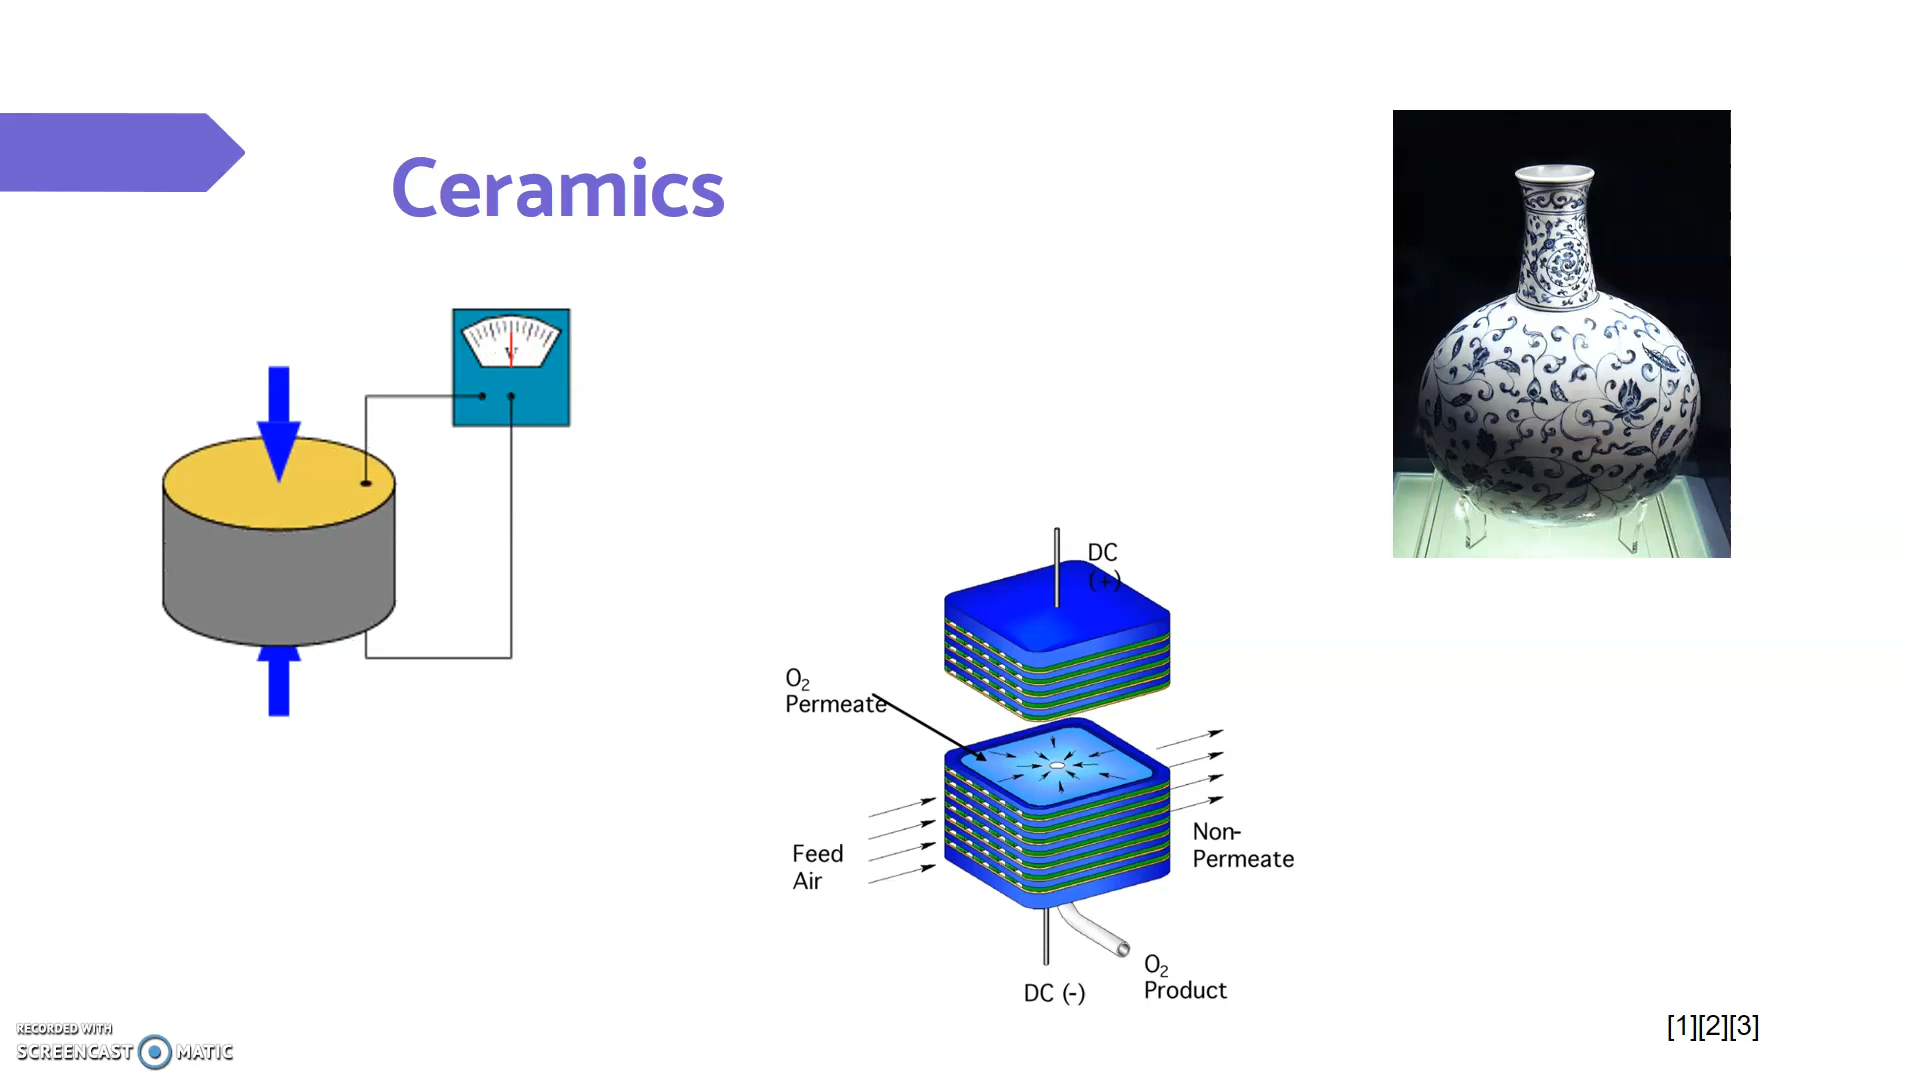 Ceramics
V
DC
(+)
O₂
Permeate
Feed
Air
Non-
Permeate
DC (-)
O₂
Product
[1][2][3]
RECORDED WITH
SCREENCAST MATIC